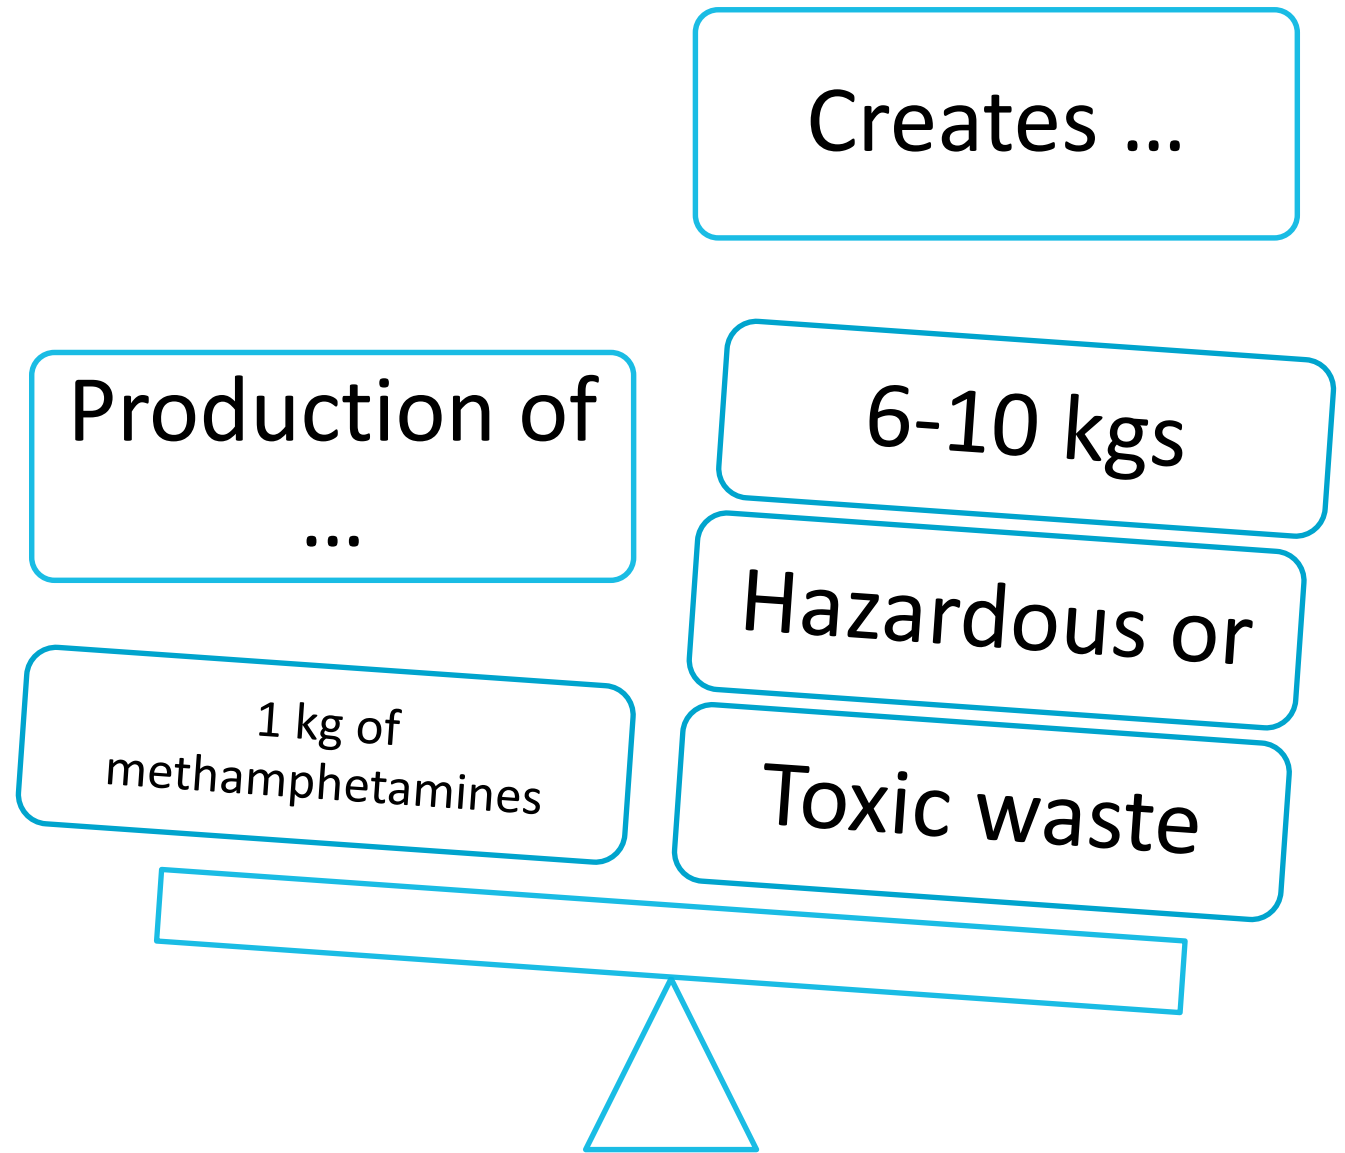 Production of
...
1 kg of
methamphetamines
Creates ...
6-10 kgs
Hazardous or
Toxic waste